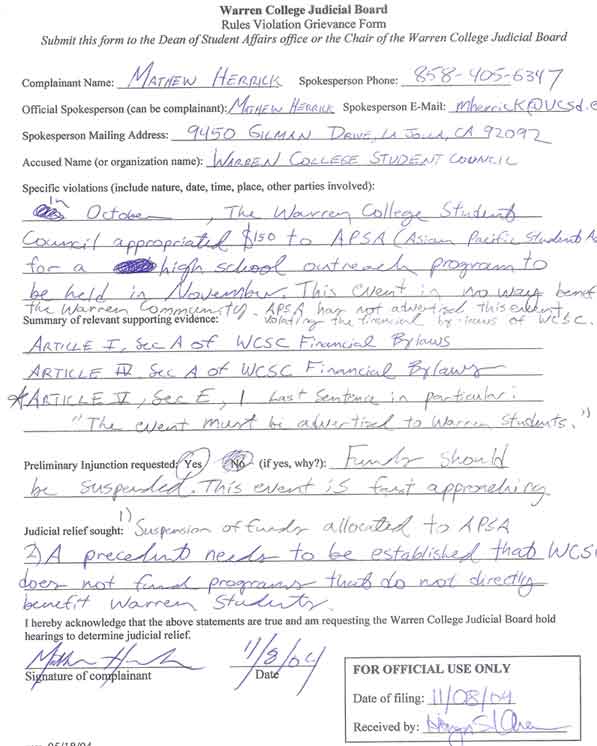 Warren College Judicial Board
Rules Violation Grievance Form
Submit this form to the Dean of Student Affairs office or the Chair of the Warren College Judicial Board
Complainant Name: MATHEW HERRICK Spokesperson Phone: 858-405-6347
Official Spokesperson (can be complainant): MATHEW HERRICK Spokesperson E-Mail: mherrick@ucsd.e
Spokesperson Mailing Address: 9450 GILMAN DRIVE, LA JOLLA, CA 92092
Accused Name (or organization name): WARREN COLLEGE STUDENT COUNCIL
Specific violations (include nature, date, time, place, other parties involved):
In October, The Warren College Student
Council appropriated $150 to APSA (Asian Pacific Student A
for a high school outreach program to
be held in November. This event in no way benef
the Warren Community. APSA has not advertised this event
violating the financial by-laws of WCSC.
Summary of relevant supporting evidence:
ARTICLE I, Sec A of WCSC Financial Bylaws
ARTICLE IV Sec A of WCSC Financial Bylaws
*ARTICLE V, Sec E, 1 Last Sentence in particular:
"The event must be advertised to Warren Students."
Preliminary Injunction requested: Yes No (if yes, why?): Funds should
be suspended. This event is fast approaching.
Judicial relief sought: 1) Suspension of funds allocated to APSA
2) A precedent needs to be established that WCS
does not fund programs that do not directly
benefit Warren Students.
I hereby acknowledge that the above statements are true and am requesting the Warren College Judicial Board hold
hearings to determine judicial relief.
11/8/04
Signature of complainant Date
FOR OFFICIAL USE ONLY
Date of filing: 11/08/04
Received by:
rev. 05/18/04